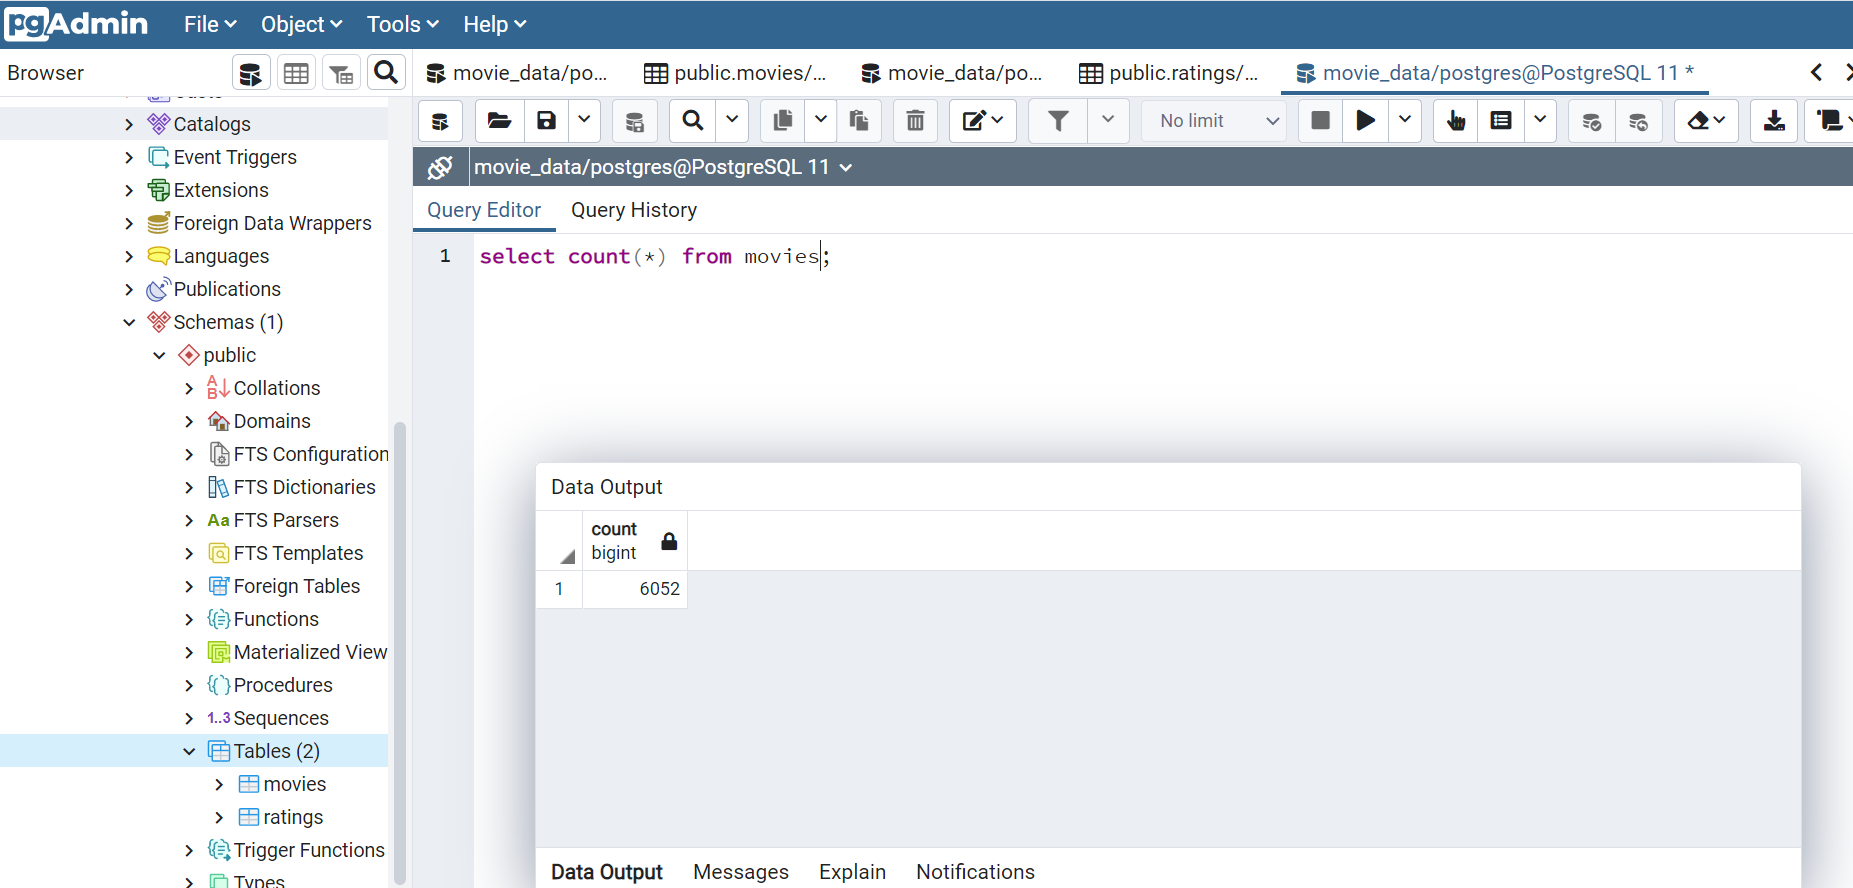 pgAdmin File Object Tools Help
Browser
movie_data/po... public.movies/... movie_data/po... public.ratings/... movie_data/postgres@PostgreSQL 11 *
No limit
movie_data/postgres@PostgreSQL 11
Query Editor Query History
1 select count(*) from movies;
Catalogs
Event Triggers
Extensions
Foreign Data Wrappers
Languages
Publications
Schemas (1)
public
Collations
Domains
FTS Configuration
FTS Dictionaries
Aa FTS Parsers
FTS Templates
Foreign Tables
Functions
Materialized View
Procedures
1..3 Sequences
Tables (2)
movies
ratings
Trigger Functions
Types
Data Output
count
bigint
1 6052
Data Output Messages Explain Notifications